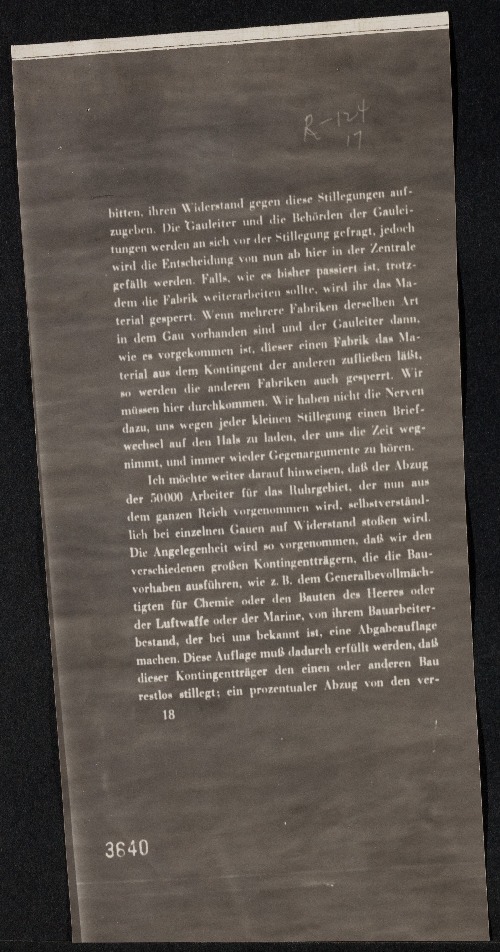 R-124
17
bitten, ihren Widerstand gegen diese Stillegungen auf-
zugeben. Die Gauleiter und die Behörden der Gaulei-
tungen werden an sich vor der Stillegung gefragt, jedoch
wird die Entscheidung von nun ab hier in der Zentrale
gefällt werden. Falls, wie es bisher passiert ist, trotz-
dem die Fabrik weiterarbeiten sollte, wird ihr das Ma-
terial gesperrt. Wenn mehrere Fabriken derselben Art
in dem Gau vorhanden sind und der Gauleiter dann,
wie es vorgekommen ist, dieser einen Fabrik das Ma-
terial aus dem Kontingent der anderen zufließen läßt,
so werden die anderen Fabriken auch gesperrt. Wir
müssen hier durchkommen. Wir haben nicht die Nerven
dazu, uns wegen jeder kleinen Stillegung einen Brief-
wechsel auf den Hals zu laden, der uns die Zeit weg-
nimmt, und immer wieder Gegenargumente zu hören.
Ich möchte weiter darauf hinweisen, daß der Abzug
der 50000 Arbeiter für das Ruhrgebiet, der nun aus
dem ganzen Reich vorgenommen wird, selbstverständ-
lich bei einzelnen Gauen auf Widerstand stoßen wird.
Die Angelegenheit wird so vorgenommen, daß wir den
verschiedenen großen Kontingentträgern, die die Bau-
vorhaben ausführen, wie z. B. dem Generalbevollmäch-
tigten für Chemie oder den Bauten des Heeres oder
der Luftwaffe oder der Marine, von ihrem Bauarbeiter-
bestand, der bei uns bekannt ist, eine Abgabeauflage
machen. Diese Auflage muß dadurch erfüllt werden, daß
dieser Kontingentträger den einen oder anderen Bau
restlos stillegt; ein prozentualer Abzug von den ver-
18
3640